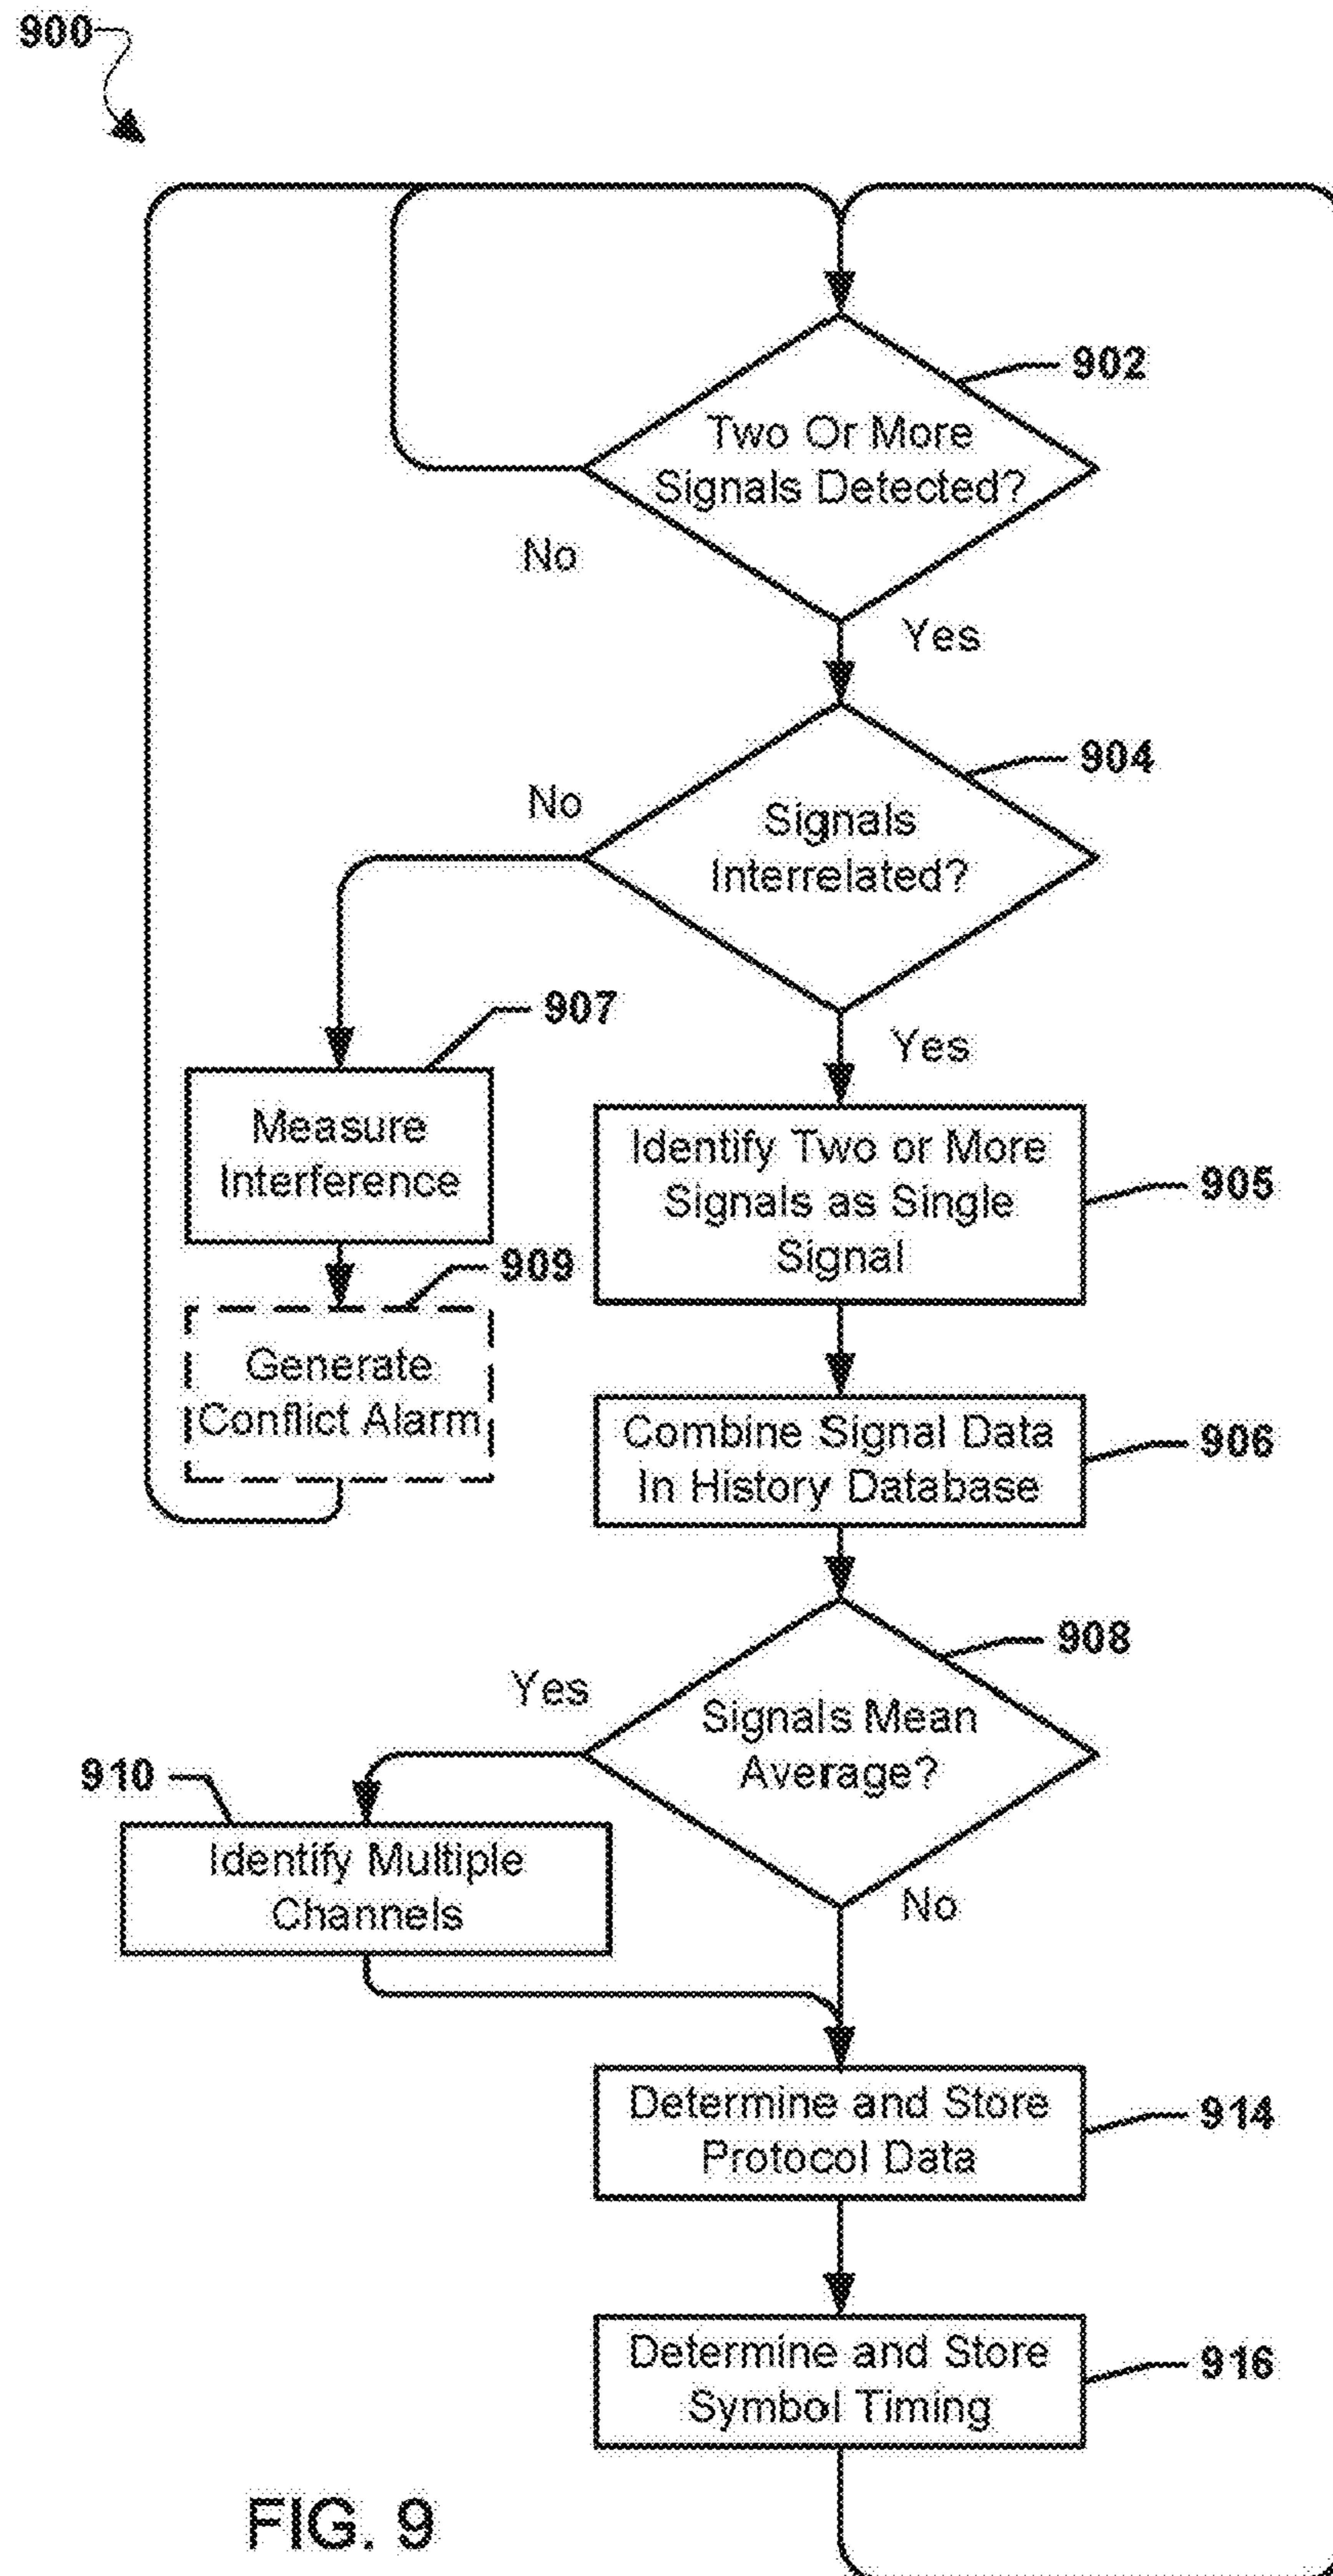 900
902
Two Or More
Signals Detected?
No
Yes
904
No
Signals
Interrelated?
907
Yes
Measure
Interference
Identify Two or More
Signals as Single
Signal
905
909
Generate
Conflict Alarm
Combine Signal Data
In History Database
906
908
Yes
Signals Mean
Average?
910
Identify Multiple
Channels
No
Determine and Store
Protocol Data
914
Determine and Store
Symbol Timing
916
FIG. 9